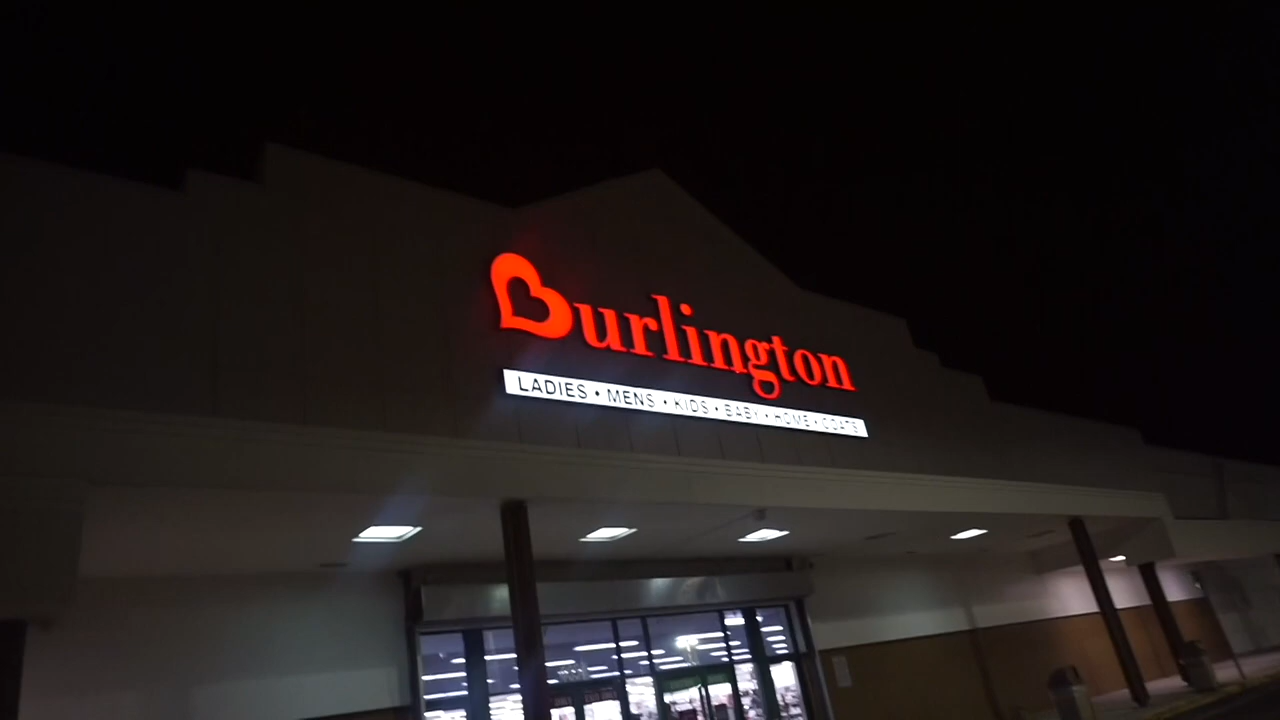 Burlington
LADIES • MENS • KIDS • BABY • HOME • COATS